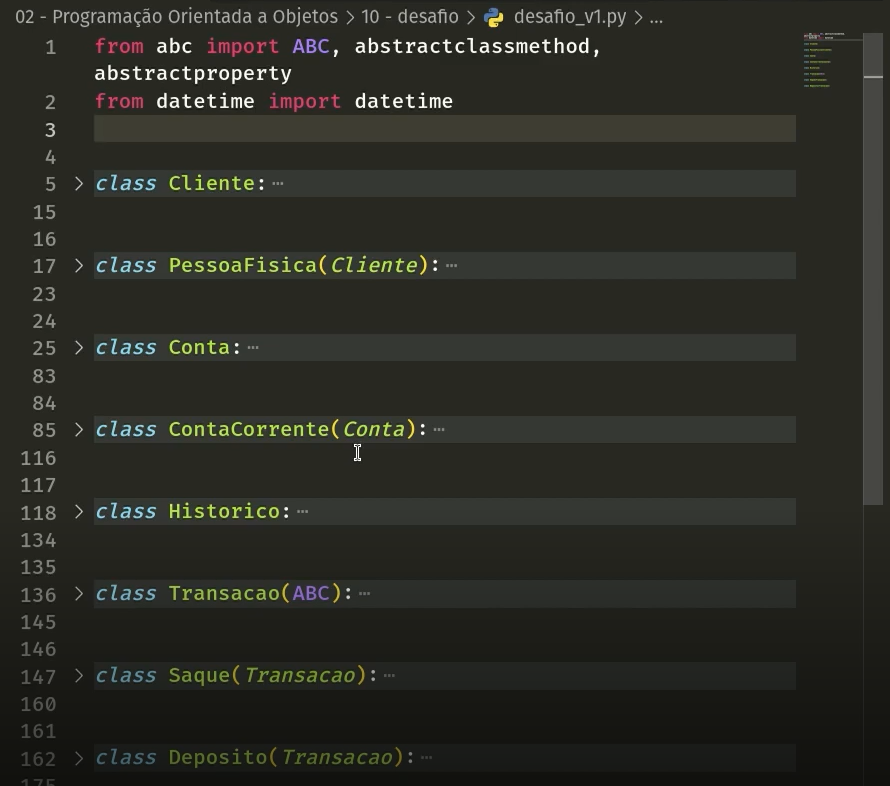 02 - Programação Orientada a Objetos > 10 - desafio > desafio_v1.py > ...
1 from abc import ABC, abstractclassmethod,
abstractproperty
2 from datetime import datetime
3
4
5 > class Cliente: ⋯
15
16
17 > class PessoaFisica(Cliente): ⋯
23
24
25 > class Conta: ⋯
83
84
85 > class ContaCorrente(Conta): ⋯
116
117
118 > class Historico: ⋯
134
135
136 > class Transacao(ABC): ⋯
145
146
147 > class Saque(Transacao): ⋯
160
161
162 > class Deposito(Transacao): ⋯
175